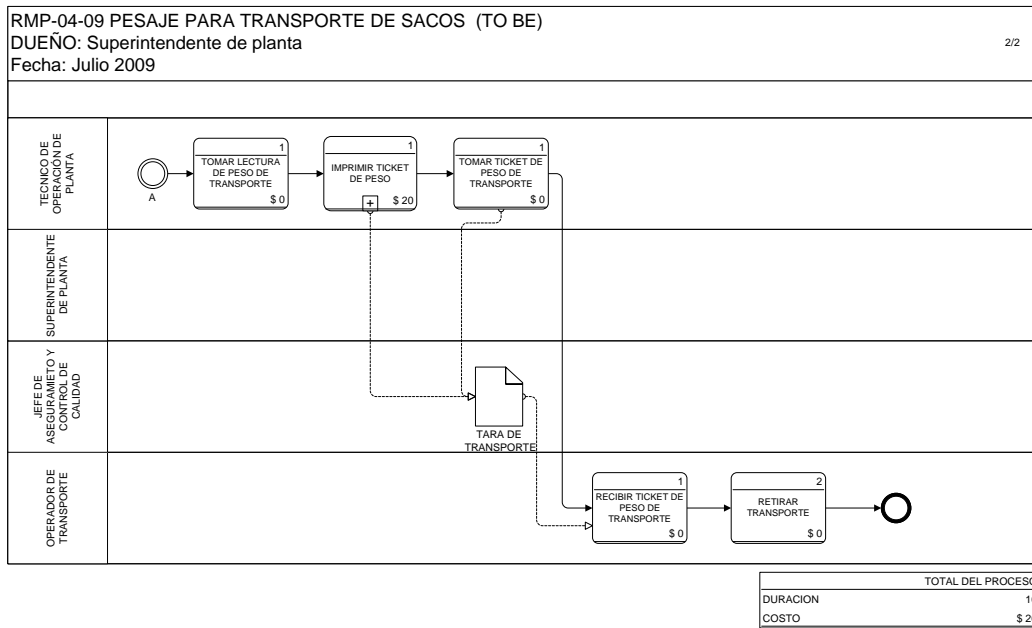 RMP-04-09 PESAJE PARA TRANSPORTE DE SACOS (TO BE)
DUEÑO: Superintendente de planta
2/2
Fecha: Julio 2009
TECNICO DE
OPERACIÓN DE
PLANTA
A
1
TOMAR LECTURA
DE PESO DE
TRANSPORTE
$ 0
1
IMPRIMIR TICKET
DE PESO
+
$ 20
1
TOMAR TICKET DE
PESO DE
TRANSPORTE
$ 0
SUPERINTENDENTE
DE PLANTA
JEFE DE
ASEGURAMIETO Y
CONTROL DE
CALIDAD
TARA DE
TRANSPORTE
OPERADOR DE
TRANSPORTE
1
RECIBIR TICKET DE
PESO DE
TRANSPORTE
$ 0
2
RETIRAR
TRANSPORTE
$ 0
TOTAL DEL PROCESO
DURACION
COSTO